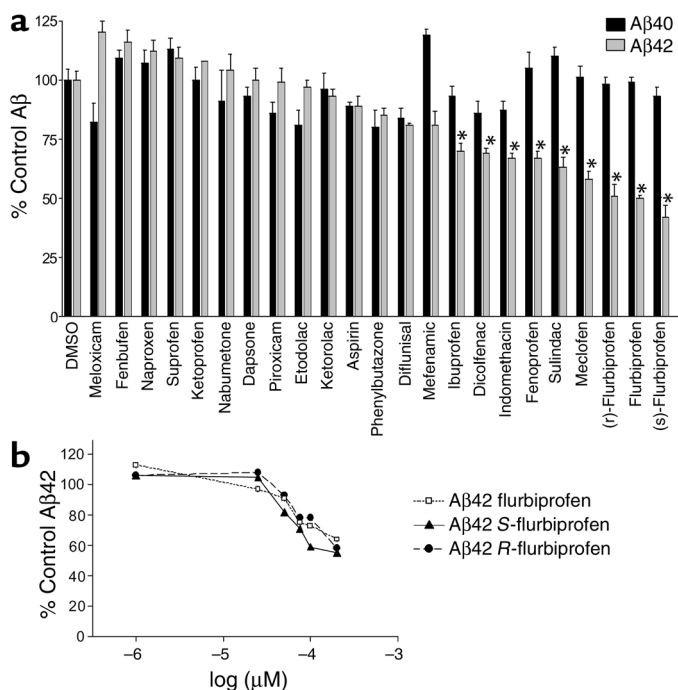 a
Aβ40
Aβ42
% Control Aβ
125
100
75
50
25
0
* * * * * * * * *
DMSO
Meloxicam
Fenbufen
Naproxen
Suprofen
Ketoprofen
Nabumetone
Dapsone
Piroxicam
Etodolac
Ketorolac
Aspirin
Phenylbutazone
Diflunisal
Mefenamic
Ibuprofen
Dicolfenac
Indomethacin
Fenoprofen
Sulindac
Meclofen
(r)-Flurbiprofen
Flurbiprofen
(s)-Flurbiprofen
b
% Control Aβ42
120
100
80
60
40
20
0
–6 –5 –4 –3
log (μM)
Aβ42 flurbiprofen
Aβ42 S-flurbiprofen
Aβ42 R-flurbiprofen